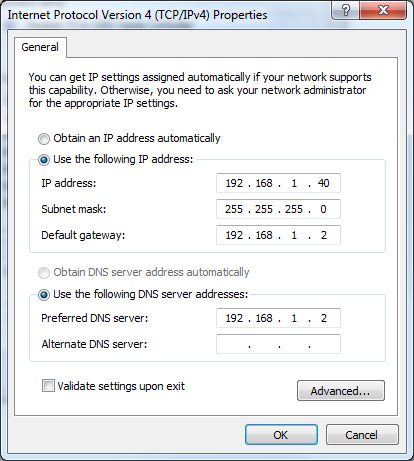 Internet Protocol Version 4 (TCP/IPv4) Properties
General
You can get IP settings assigned automatically if your network supports
this capability. Otherwise, you need to ask your network administrator
for the appropriate IP settings.
Obtain an IP address automatically
Use the following IP address:
IP address: 192 . 168 . 1 . 40
Subnet mask: 255 . 255 . 255 . 0
Default gateway: 192 . 168 . 1 . 2
Obtain DNS server address automatically
Use the following DNS server addresses:
Preferred DNS server: 192 . 168 . 1 . 2
Alternate DNS server: . . .
Validate settings upon exit
Advanced...
OK Cancel